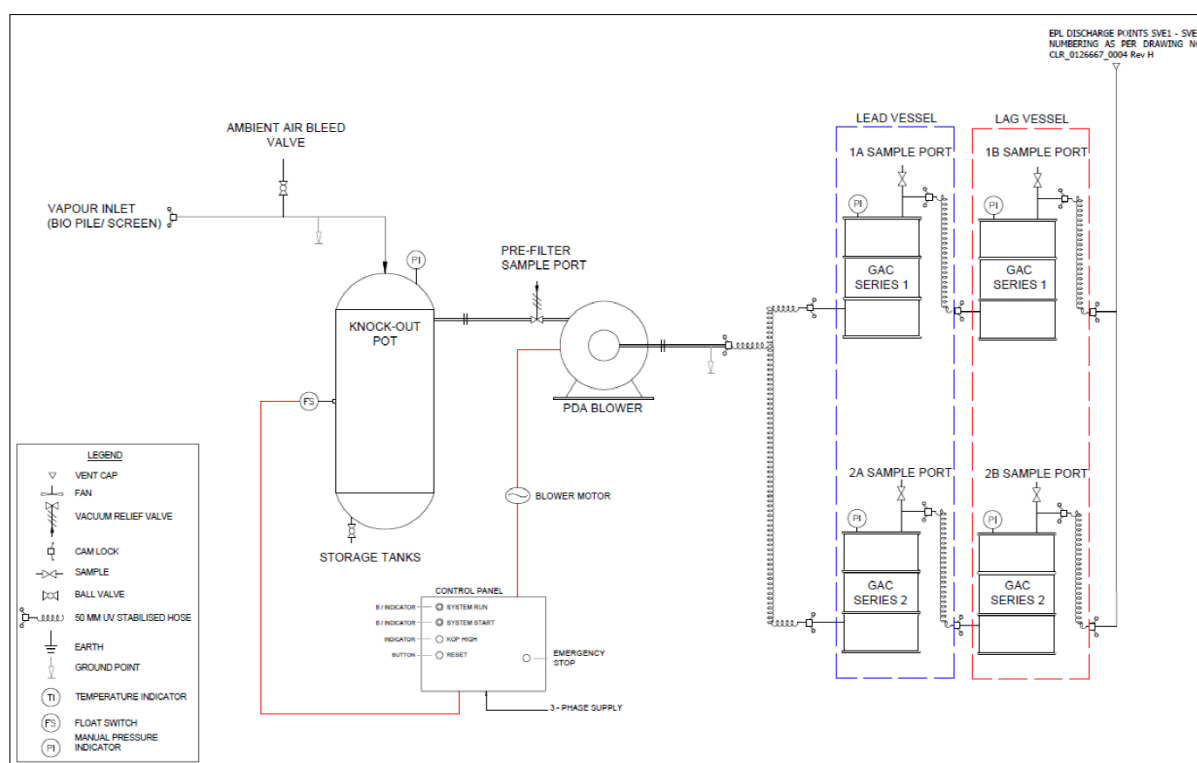 EPL DISCHARGE POINTS SVE1 - SVE
NUMBERING AS PER DRAWING NO
CLR_0126667_0004 Rev H
LEAD VESSEL
LAG VESSEL
AMBIENT AIR BLEED
VALVE
1A SAMPLE PORT
1B SAMPLE PORT
VAPOUR INLET
(BIO PILE/ SCREEN)
PI
PI
PI
PRE-FILTER
SAMPLE PORT
GAC
SERIES 1
GAC
SERIES 1
KNOCK-OUT
POT
FS
PDA BLOWER
2A SAMPLE PORT
2B SAMPLE PORT
BLOWER MOTOR
PI
PI
STORAGE TANKS
GAC
SERIES 2
GAC
SERIES 2
CONTROL PANEL
B / INDICATOR
SYSTEM RUN
B / INDICATOR
SYSTEM START
INDICATOR
KOP HIGH
BUTTON
RESET
EMERGENCY
STOP
3 - PHASE SUPPLY
LEGEND
VENT CAP
FAN
VACUUM RELIEF VALVE
CAM LOCK
SAMPLE
BALL VALVE
50 MM UV STABILISED HOSE
EARTH
GROUND POINT
TI
TEMPERATURE INDICATOR
FS
FLOAT SWITCH
PI
MANUAL PRESSURE
INDICATOR